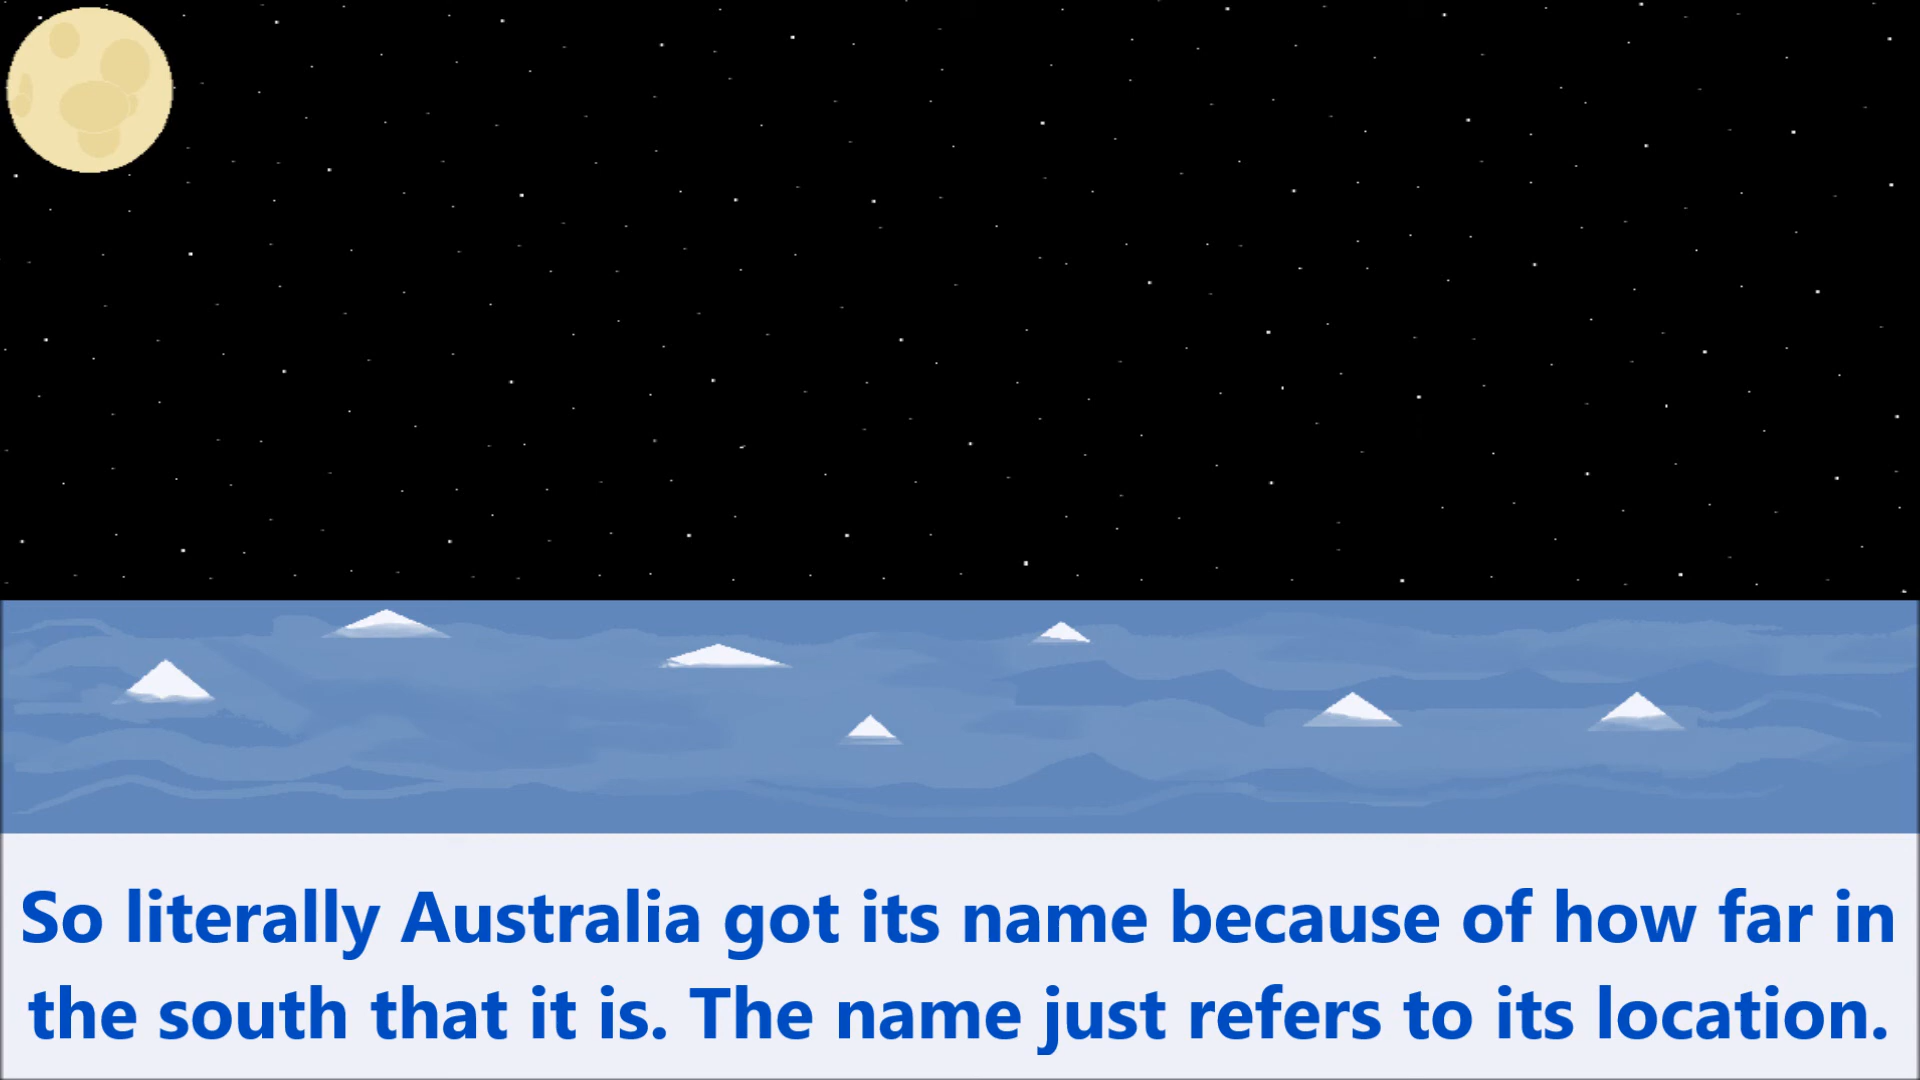 So literally Australia got its name because of how far in
the south that it is. The name just refers to its location.